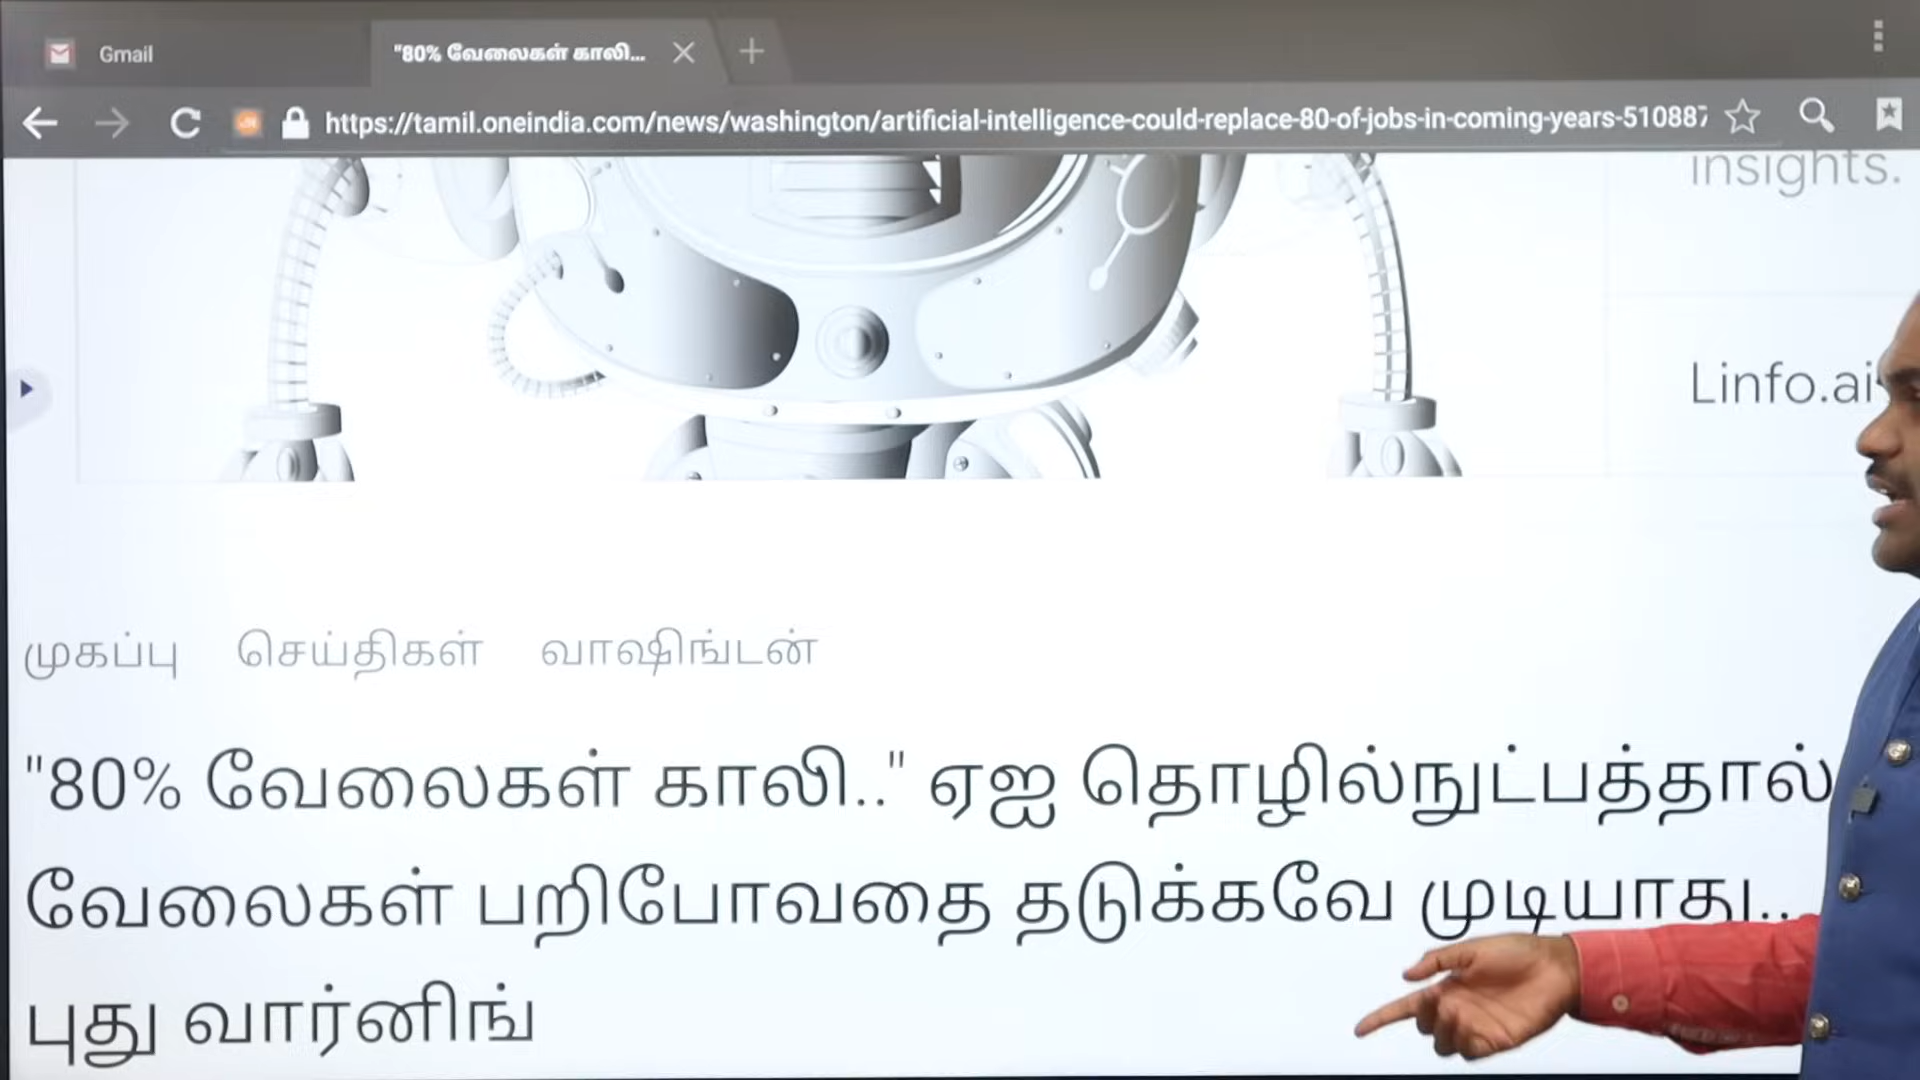 Gmail
"80% வேலைகள் காலி...
https://tamil.oneindia.com/news/washington/artificial-intelligence-could-replace-80-of-jobs-in-coming-years-510887
insights.
Linfo.ai
முகப்பு செய்திகள் வாஷிங்டன்
"80% வேலைகள் காலி.." ஏஐ தொழில்நுட்பத்தால்
வேலைகள் பறிபோவதை தடுக்கவே முடியாது..
புது வார்னிங்